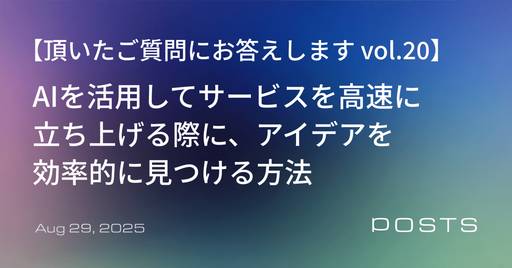 【頂いたご質問にお答えします vol.20】
AIを活用してサービスを高速に
立ち上げる際に、アイデアを
効率的に見つける方法
Aug 29, 2025
POSTS